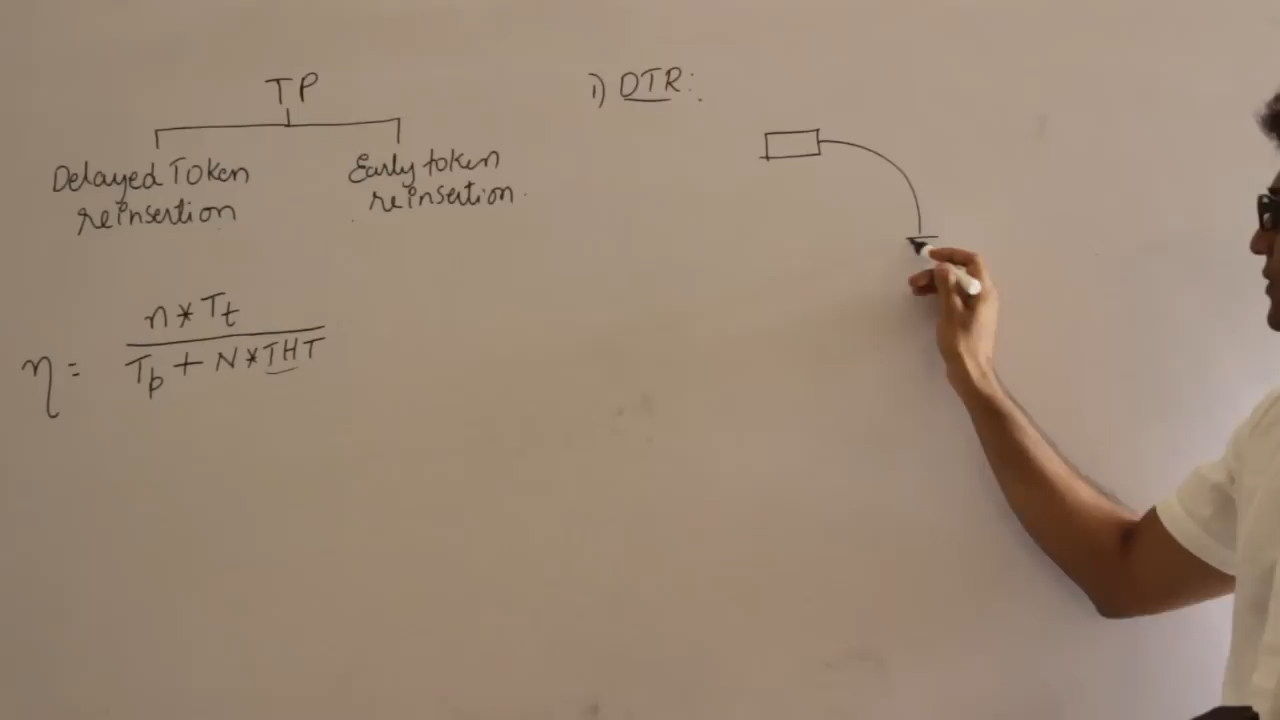 TP
Delayed Token
reinsertion
Early token
reinsertion.
η = n * Tt / Tp + N * THT
1) DTR: